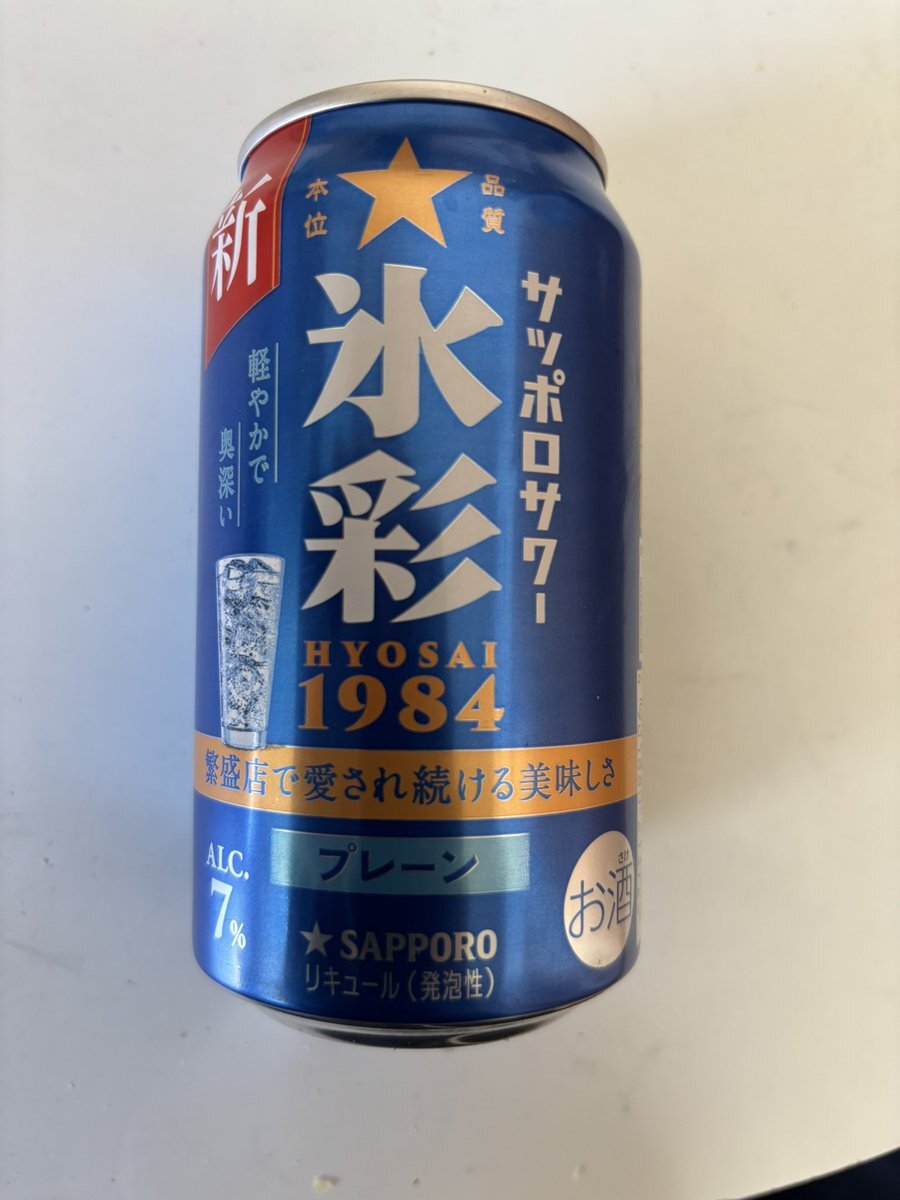 新
品質
本位
サッポロサワー
氷彩
HYOSAI
1984
軽やかで
奥深い
繁盛店で愛され続ける美味しさ
プレーン
ALC.
7%
さけ
お酒
★SAPPORO
リキュール(発泡性)